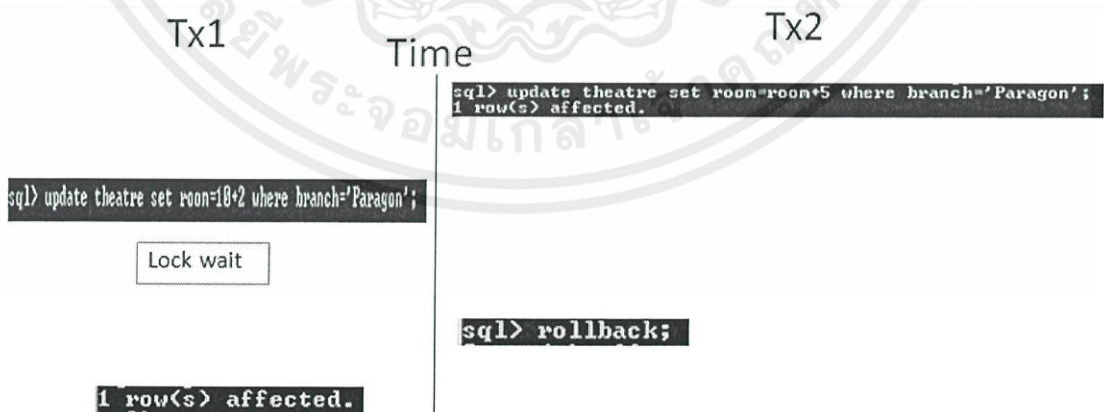 Tx1
Time
Tx2
sql> update theatre set room=room+5 where branch='Paragon';
1 row(s) affected.
sql> update theatre set room=10+2 where branch='Paragon';
Lock wait
sql> rollback;
1 row(s) affected.